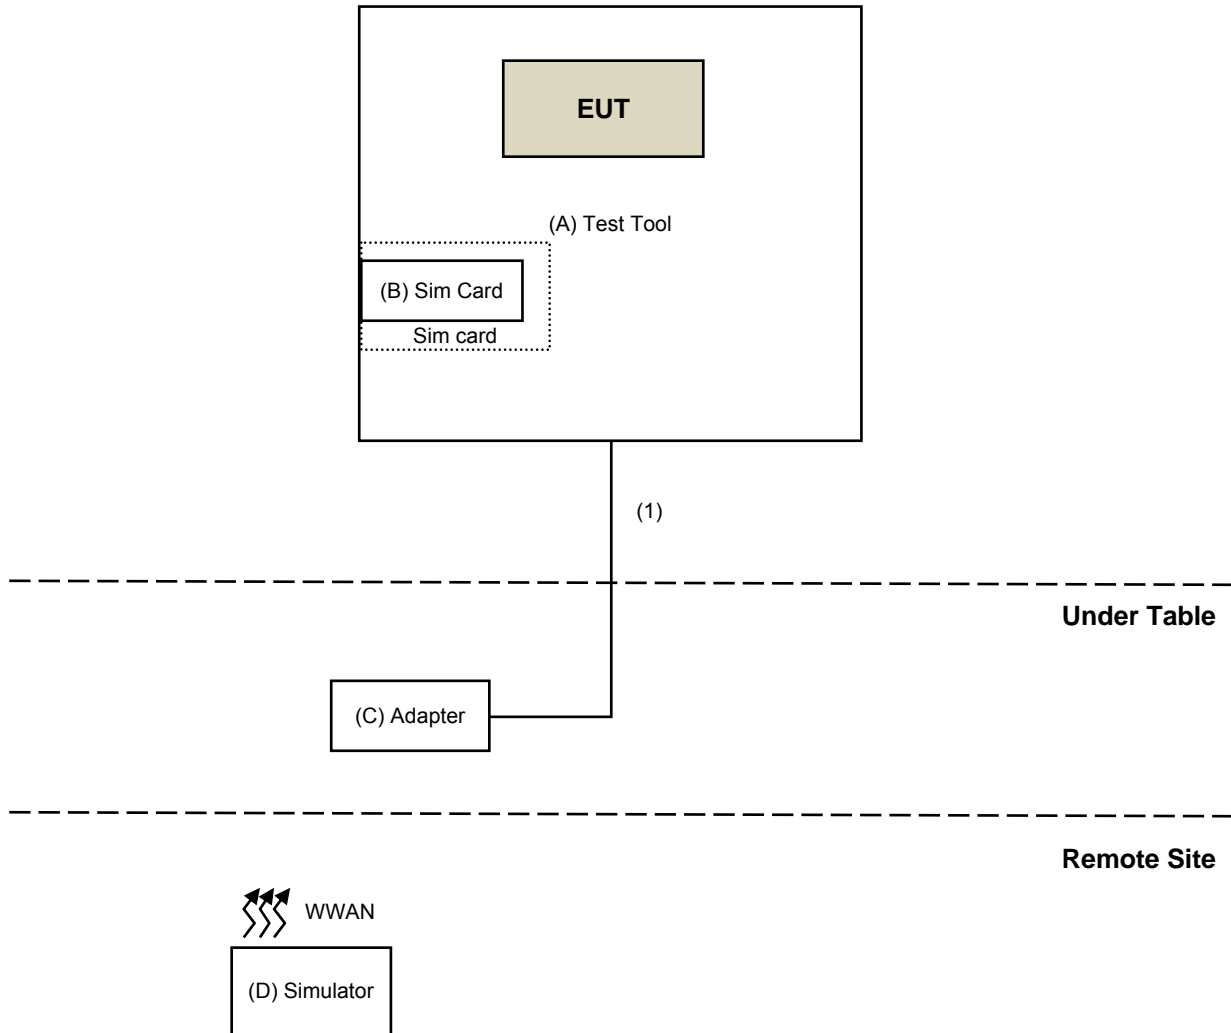 EUT
(A) Test Tool
(B) Sim Card
Sim card
(1)
Under Table
(C) Adapter
Remote Site
WWAN
(D) Simulator